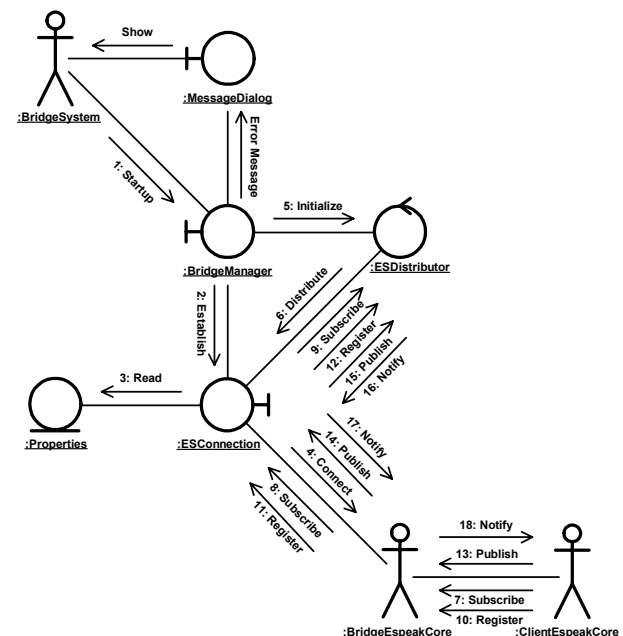 Show
:MessageDialog
:BridgeSystem
Error Message
1: Startup
5: Initialize
:BridgeManager
:ESDistributor
2: Establish
6: Distribute
9: Subscribe
12: Register
15: Publish
16: Notify
3: Read
:Properties
:ESConnection
17: Notify
14: Publish
4: Connect
8: Subscribe
11: Register
18: Notify
13: Publish
7: Subscribe
10: Register
:BridgeEspeakCore
:ClientEspeakCore